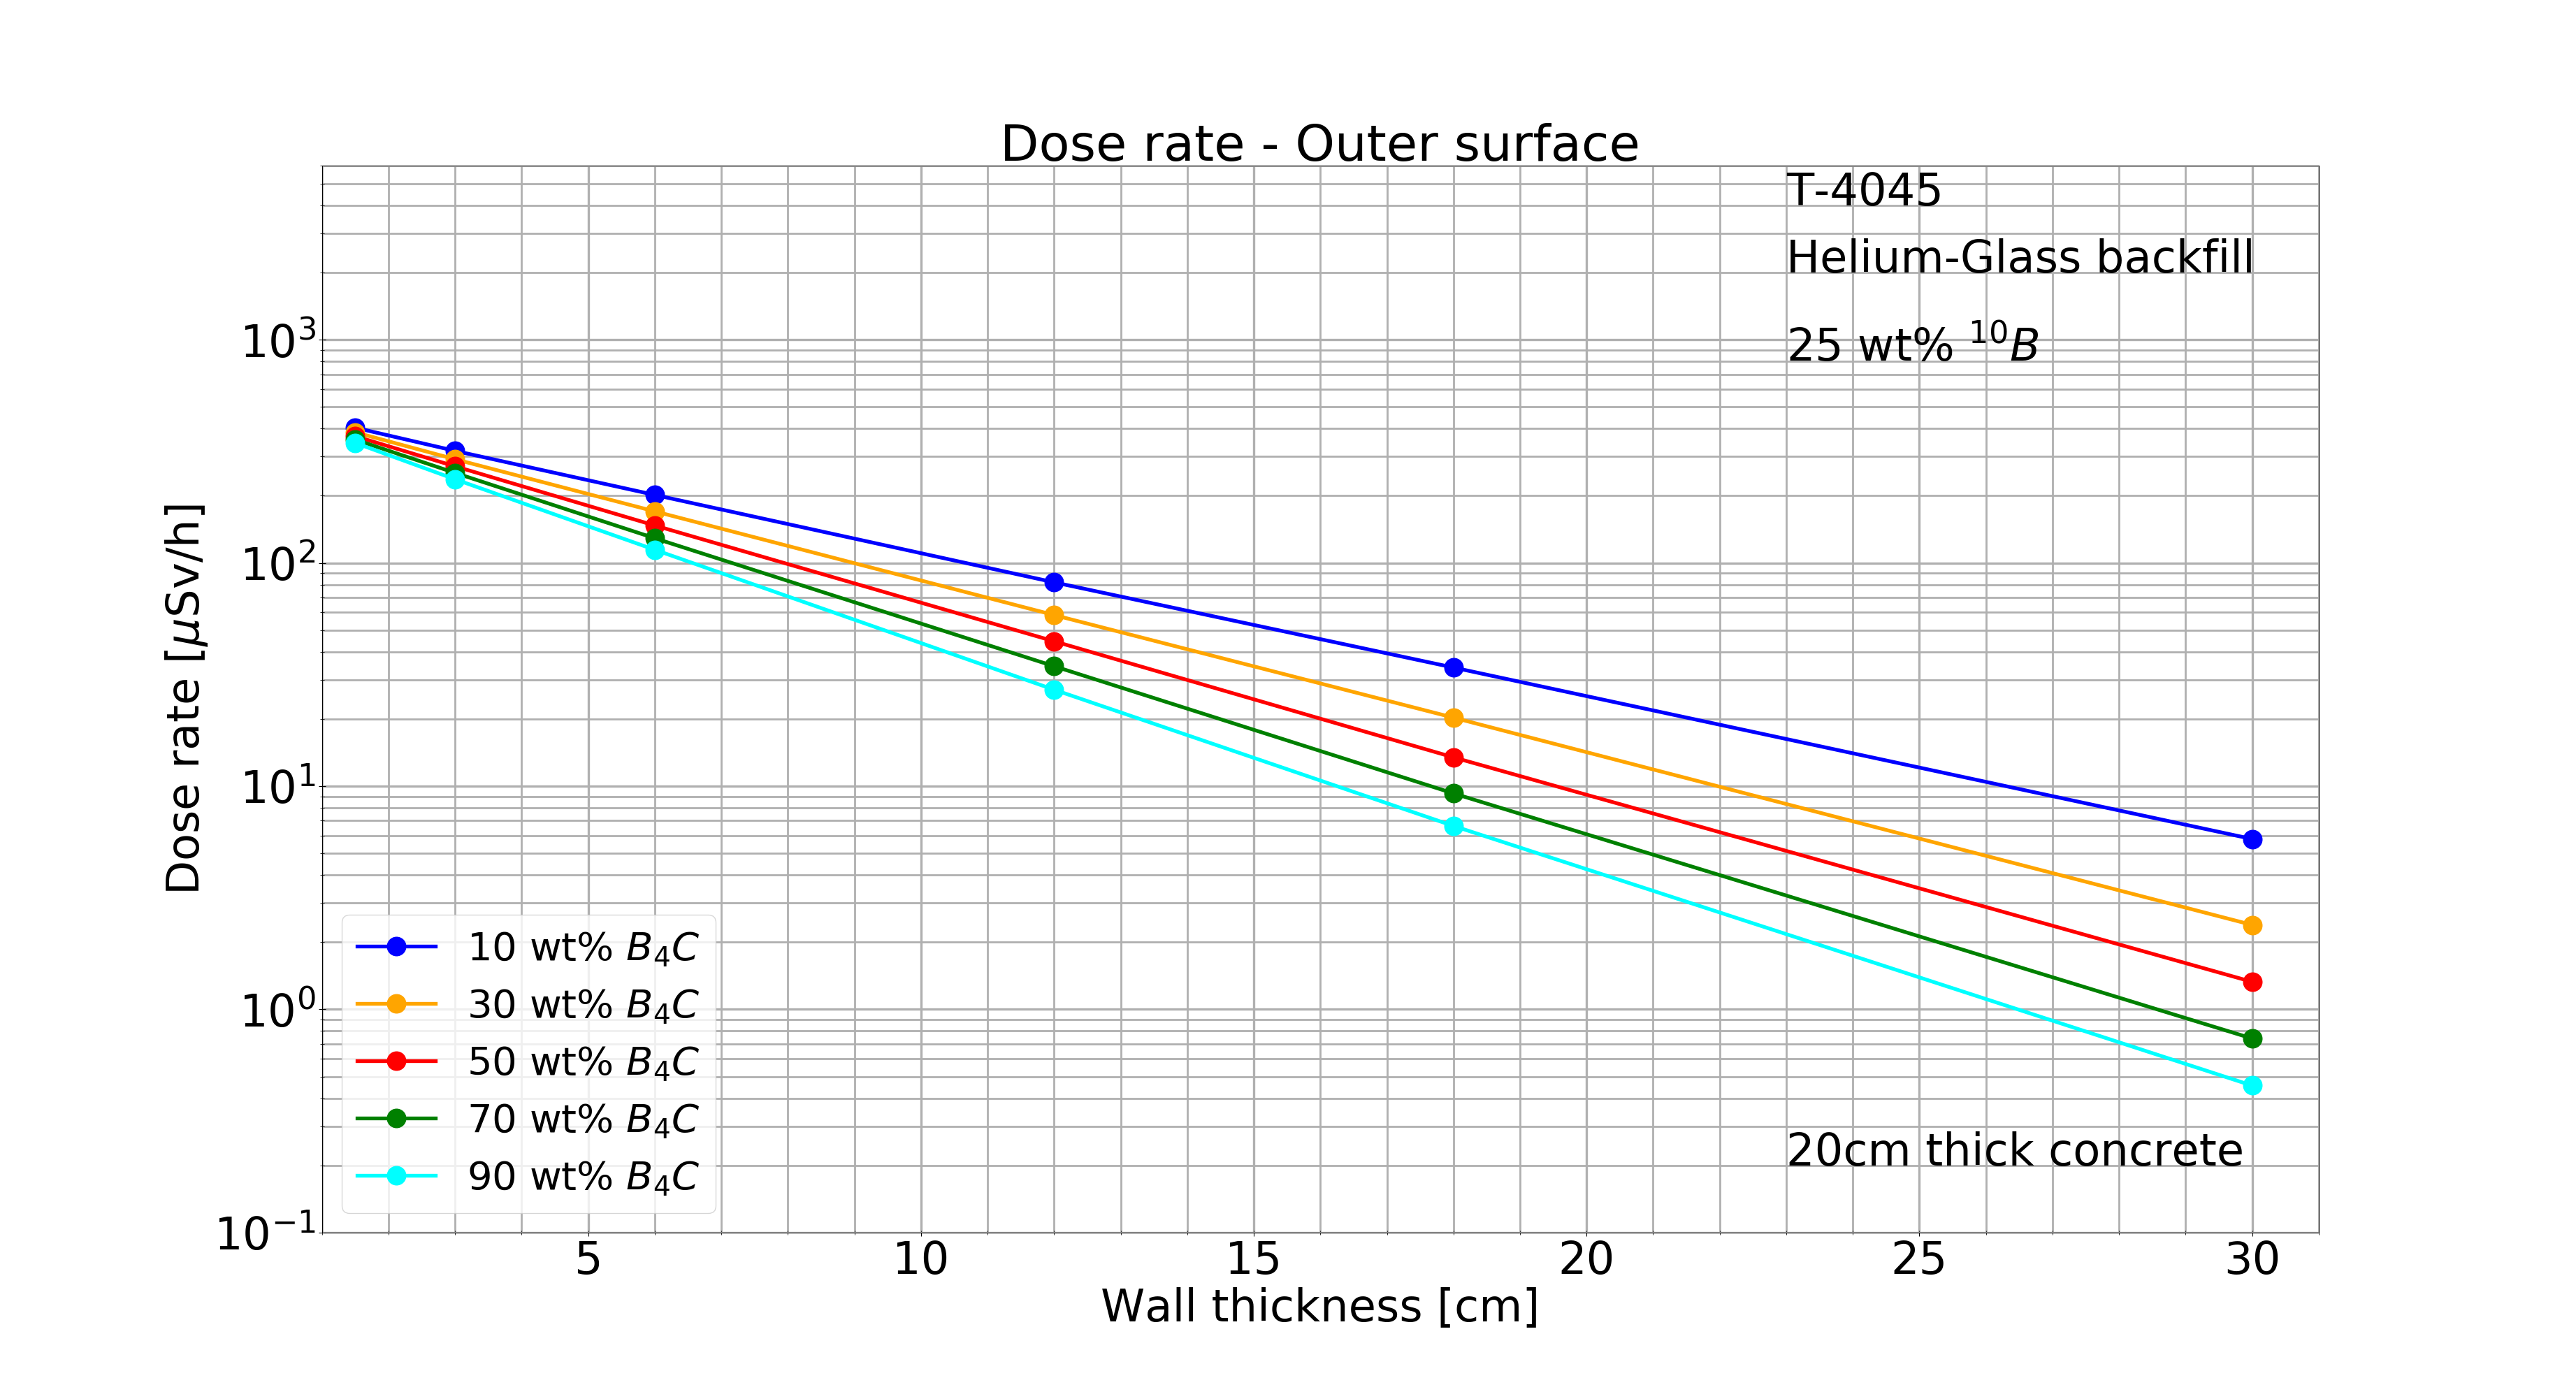 Dose rate - Outer surface
T-4045
Helium-Glass backfill
25 wt% ¹⁰B
10³
10²
10¹
10⁰
10⁻¹
Dose rate [μSv/h]
10 wt% B₄C
30 wt% B₄C
50 wt% B₄C
70 wt% B₄C
90 wt% B₄C
20cm thick concrete
5 10 15 20 25 30
Wall thickness [cm]